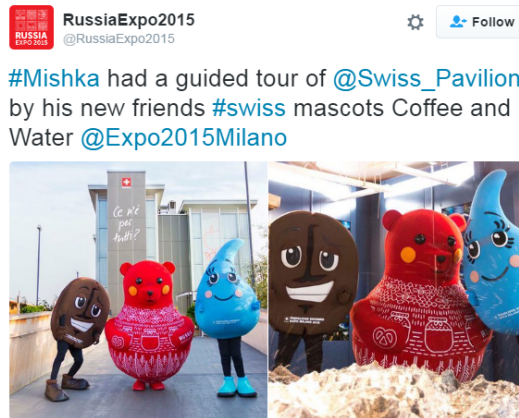 RUSSIA
EXPO 2015
RussiaExpo2015
@RussiaExpo2015
Follow
#Mishka had a guided tour of @Swiss_Pavilion
by his new friends #swiss mascots Coffee and
Water @Expo2015Milano
Ce n'è
per
tutti?